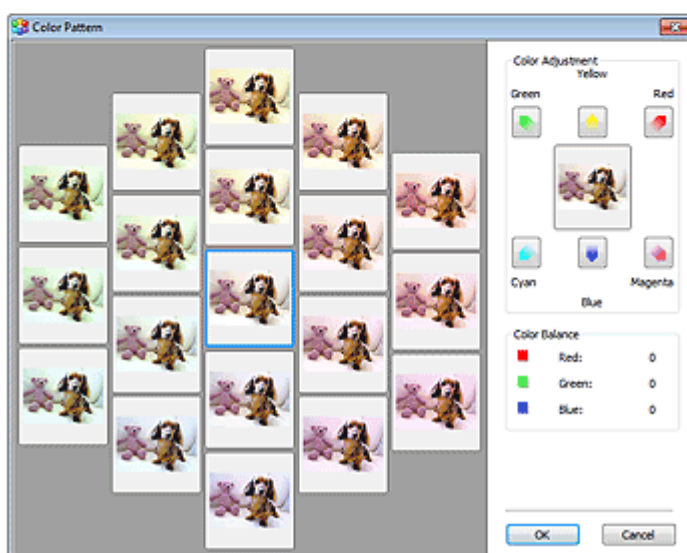 Color Pattern
Color Adjustment
Yellow
Green Red
Cyan Magenta
Blue
Color Balance
Red: 0
Green: 0
Blue: 0
OK Cancel